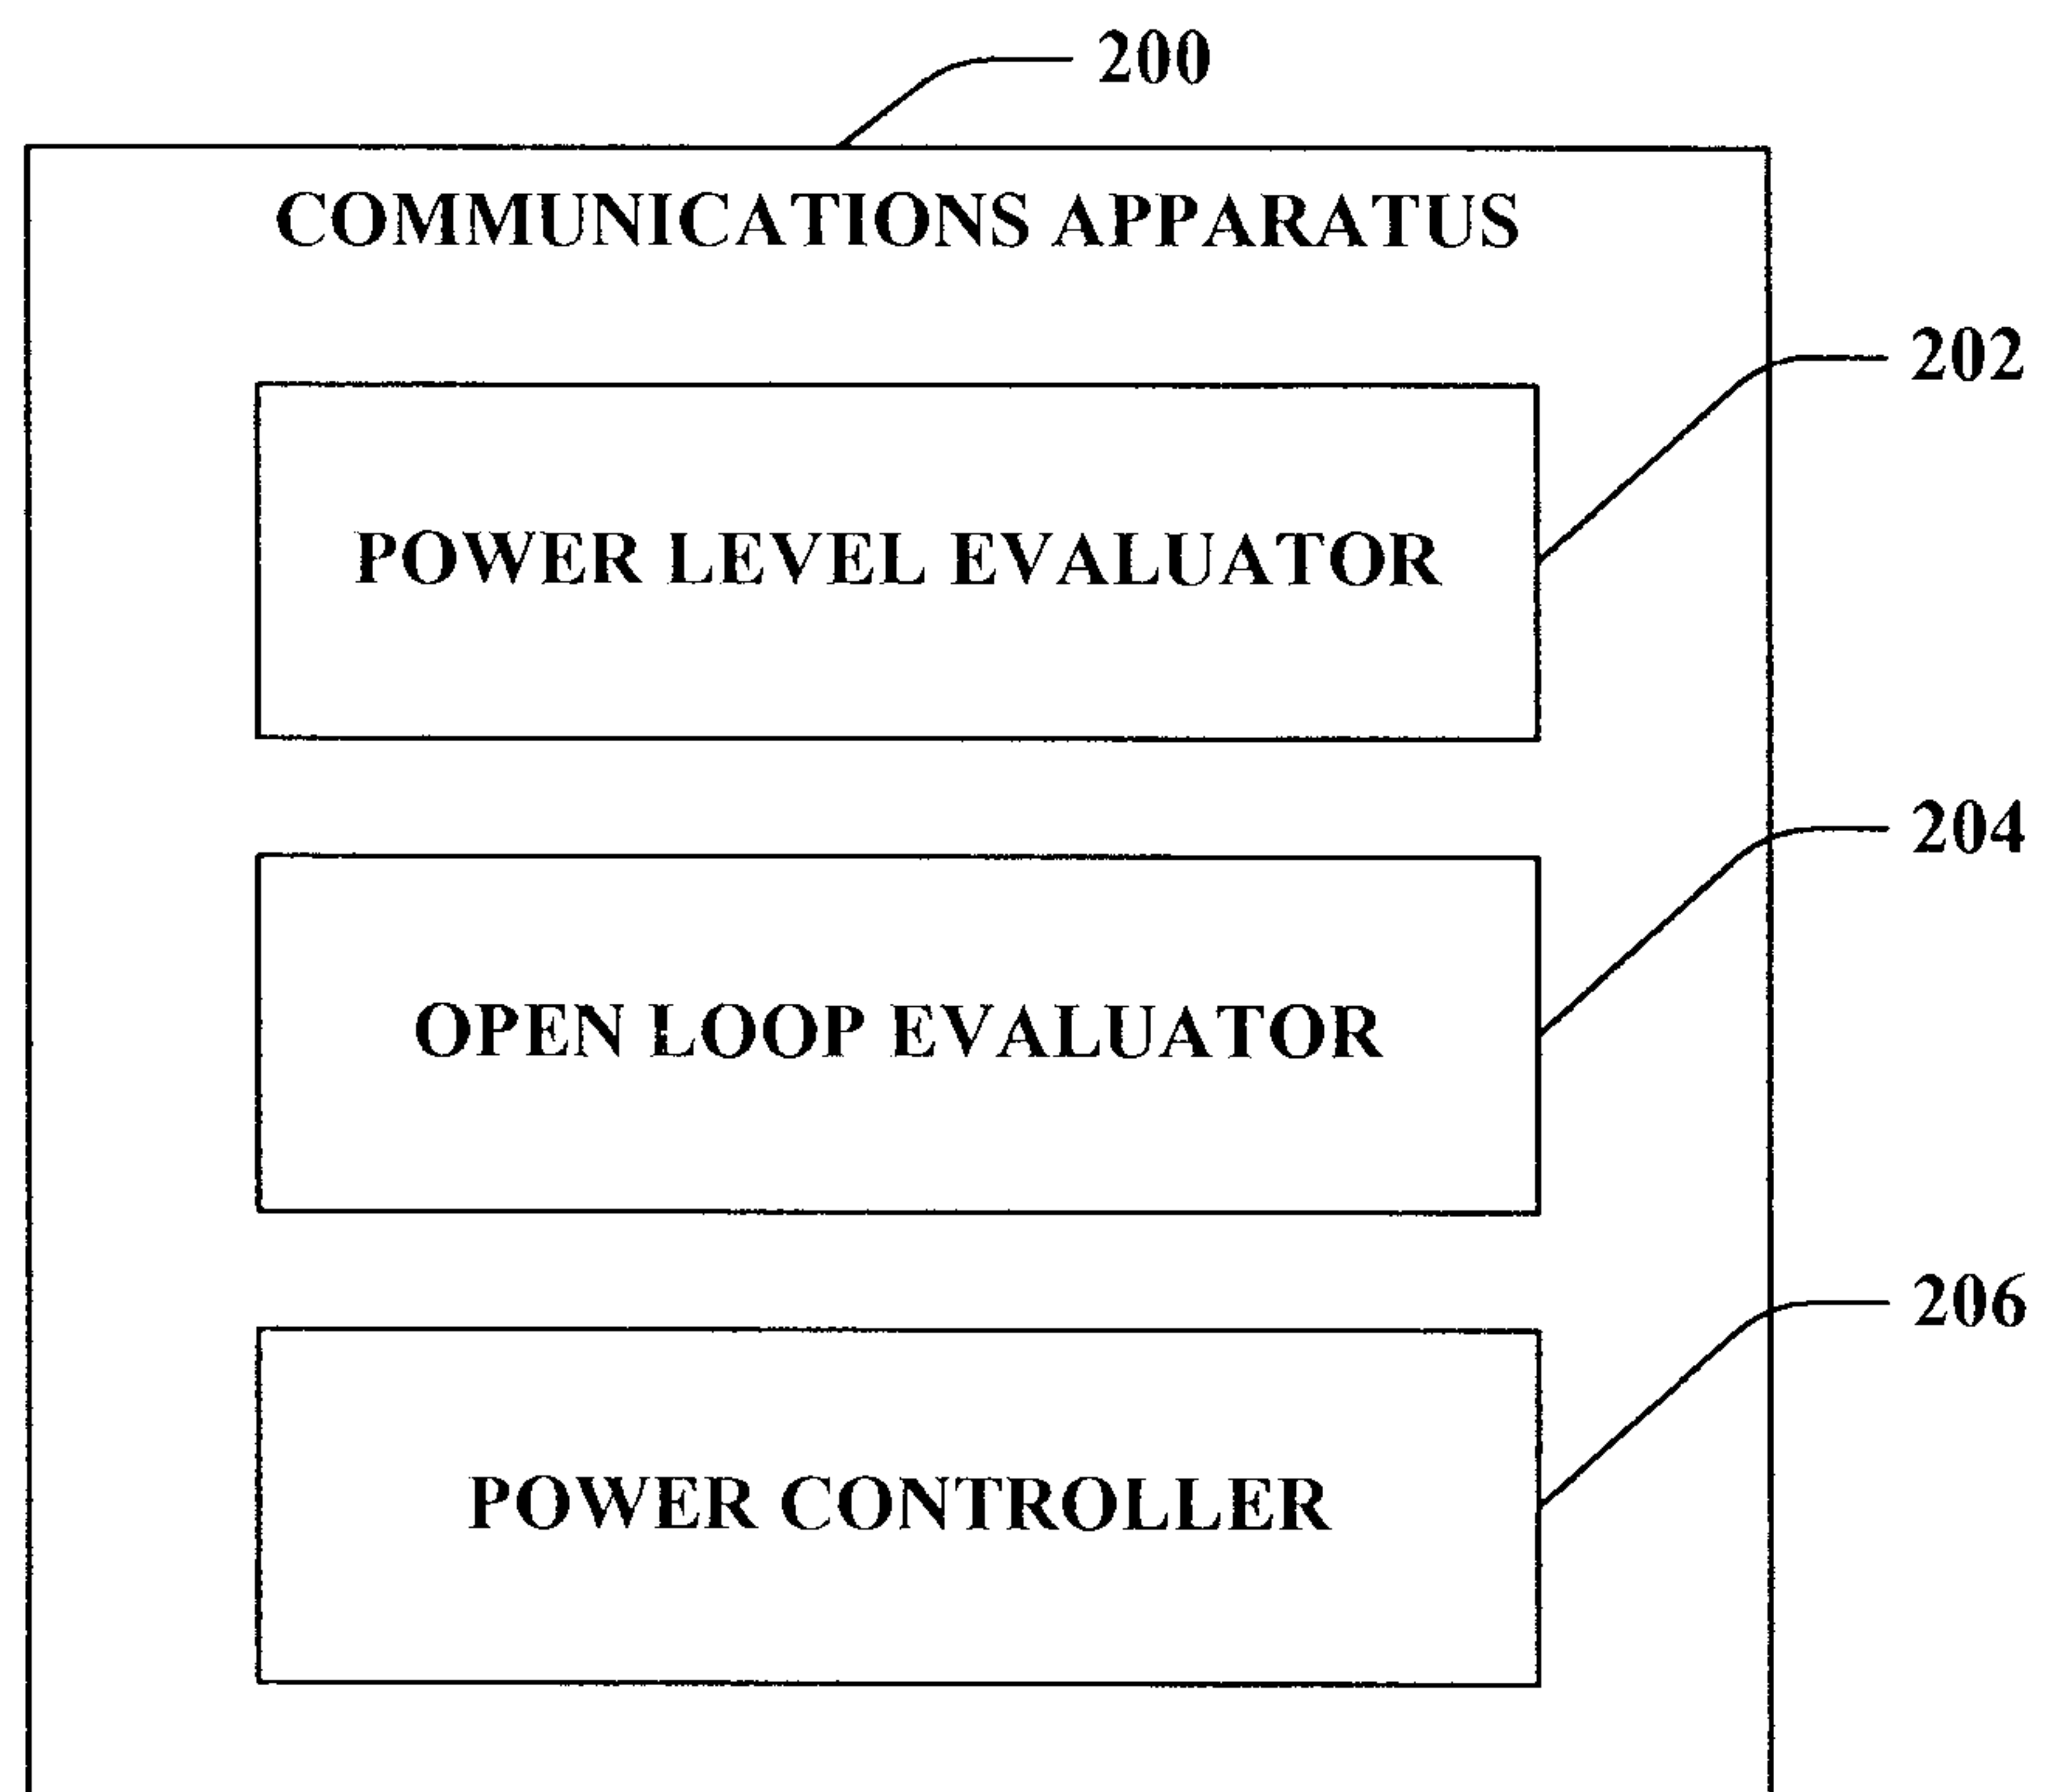 200
COMMUNICATIONS APPARATUS
202
POWER LEVEL EVALUATOR
204
OPEN LOOP EVALUATOR
206
POWER CONTROLLER